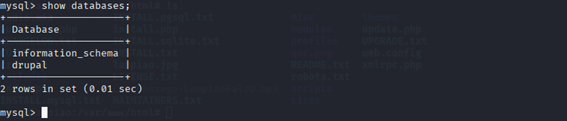 mysql> show databases;
+--------------------+
| Database           |
+--------------------+
| information_schema |
| drupal             |
+--------------------+
2 rows in set (0.01 sec)
mysql>